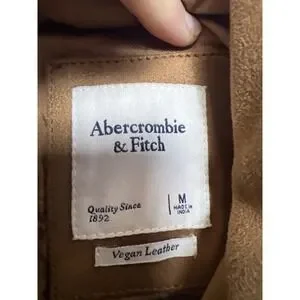 Abercrombie
& Fitch
Quality Since
1892
M
MADE IN
INDIA
Vegan Leather